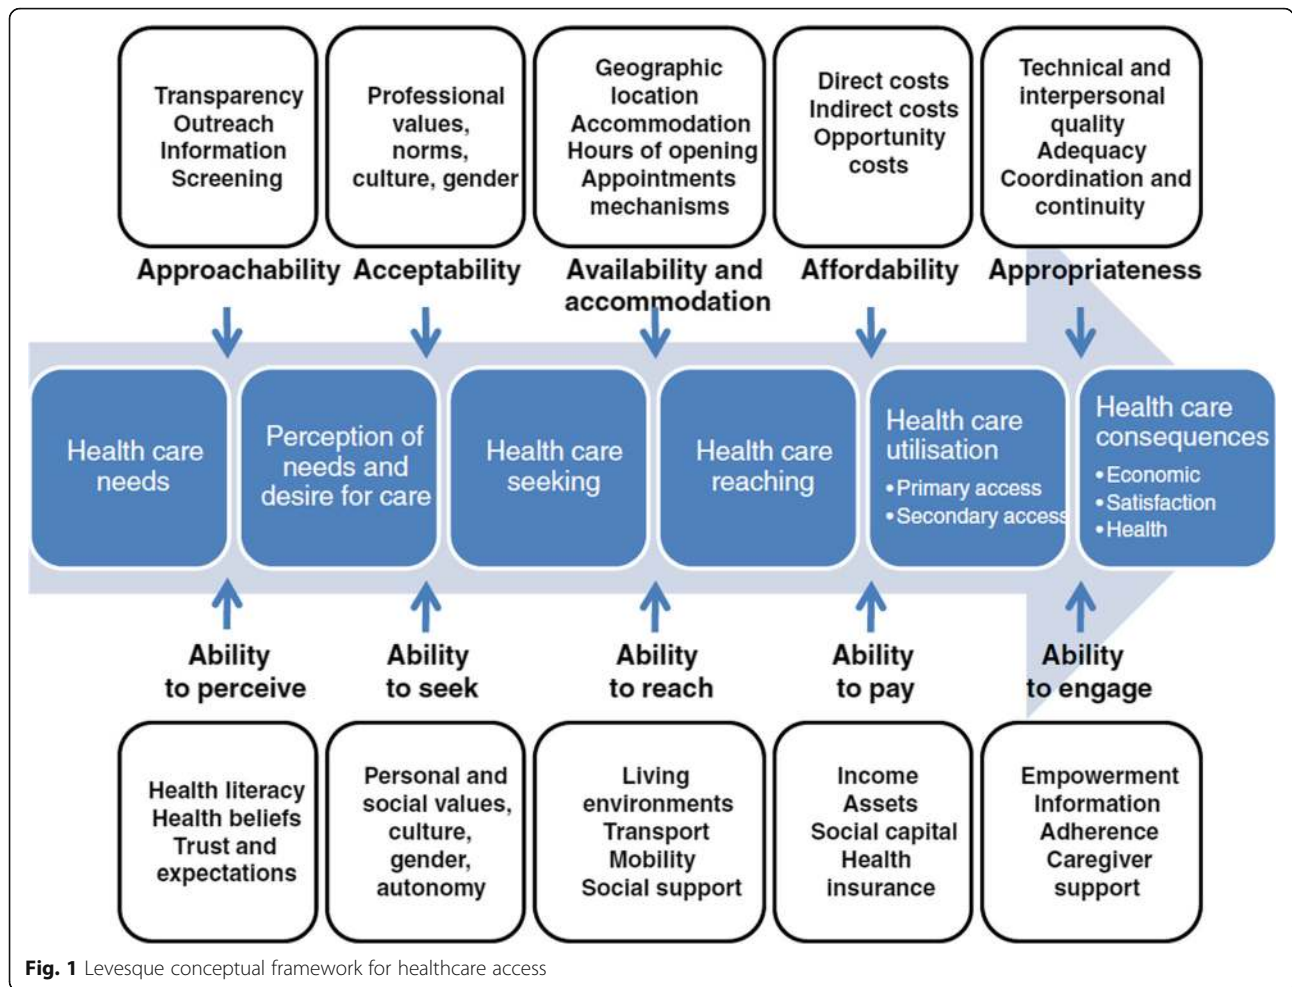 Transparency
Outreach
Information
Screening
Professional
values,
norms,
culture, gender
Geographic
location
Accommodation
Hours of opening
Appointments
mechanisms
Direct costs
Indirect costs
Opportunity
costs
Technical and
interpersonal
quality
Adequacy
Coordination and
continuity
Approachability
Acceptability
Availability and
accommodation
Affordability
Appropriateness
Health care
needs
Perception of
needs and
desire for care
Health care
seeking
Health care
reaching
Health care
utilisation
•Primary access
•Secondary access
Health care
consequences
•Economic
•Satisfaction
•Health
Ability
to perceive
Ability
to seek
Ability
to reach
Ability
to pay
Ability
to engage
Health literacy
Health beliefs
Trust and
expectations
Personal and
social values,
culture,
gender,
autonomy
Living
environments
Transport
Mobility
Social support
Income
Assets
Social capital
Health
insurance
Empowerment
Information
Adherence
Caregiver
support
Fig. 1 Levesque conceptual framework for healthcare access